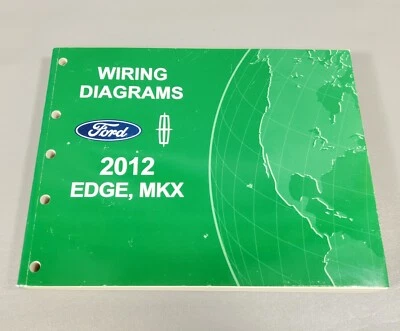 WIRING
DIAGRAMS
Ford
2012
EDGE, MKX